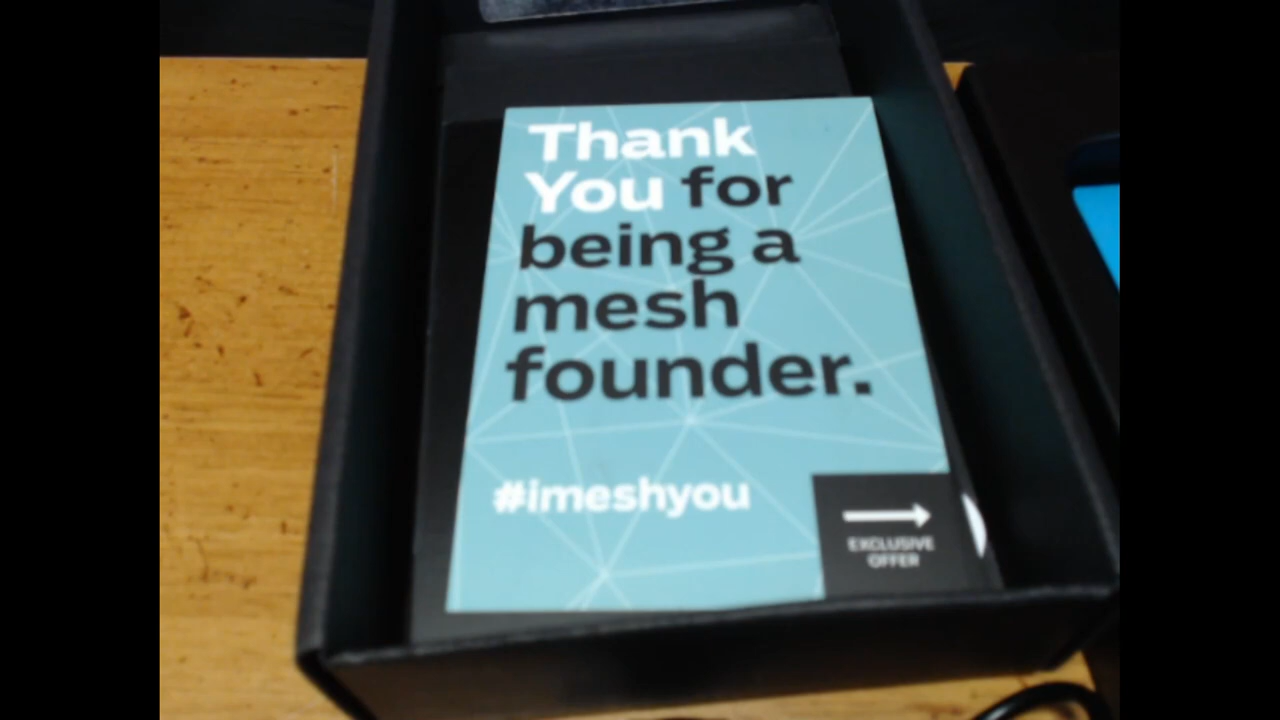 Thank
You for
being a
mesh
founder.
#imeshyou
EXCLUSIVE
OFFER